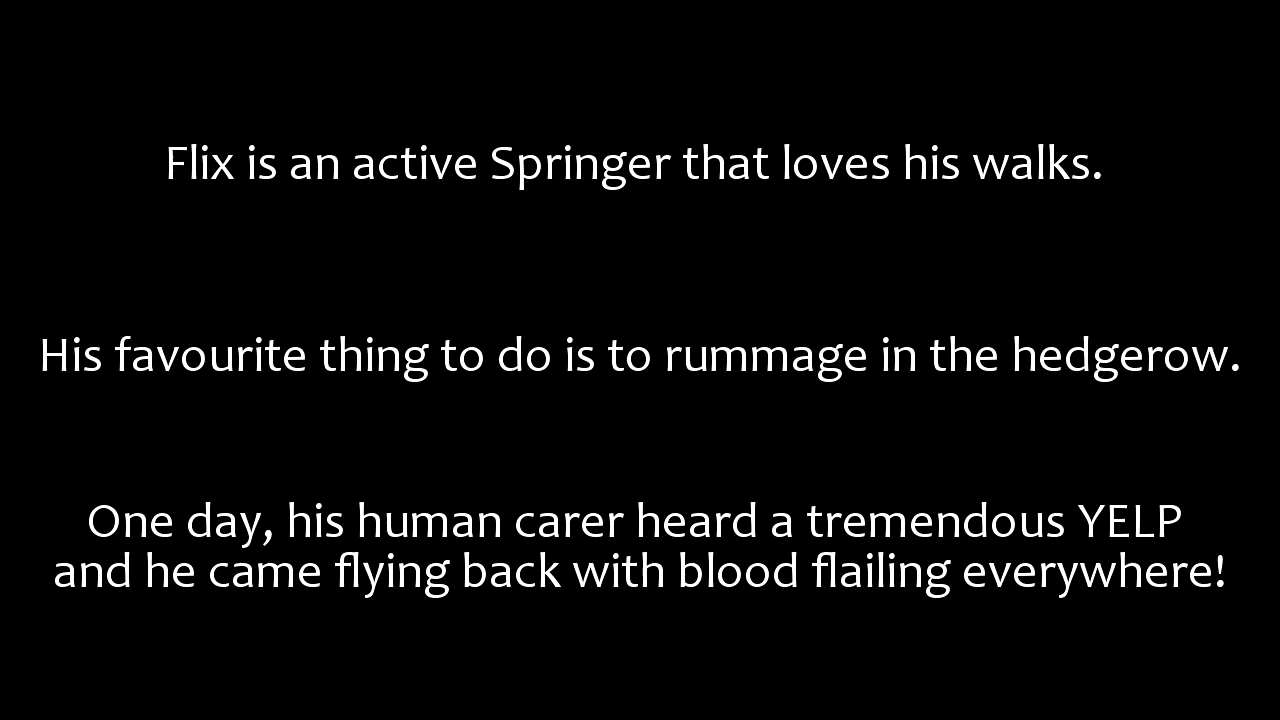 Flix is an active Springer that loves his walks.
His favourite thing to do is to rummage in the hedgerow.
One day, his human carer heard a tremendous YELP
and he came flying back with blood flailing everywhere!